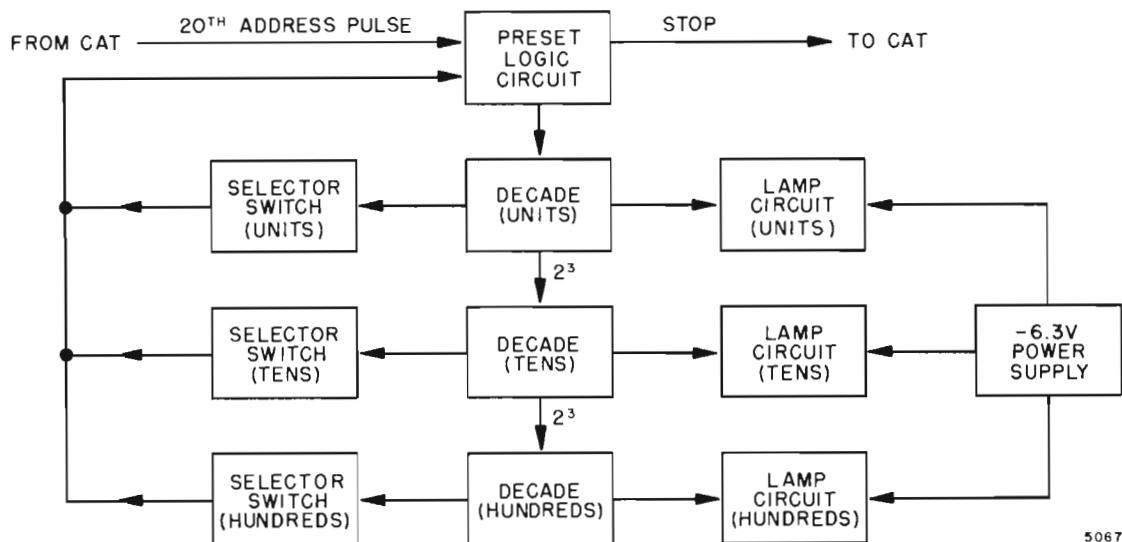 20TH ADDRESS PULSE
FROM CAT
PRESET
LOGIC
CIRCUIT
STOP
TO CAT
SELECTOR
SWITCH
(UNITS)
DECADE
(UNITS)
LAMP
CIRCUIT
(UNITS)
2³
SELECTOR
SWITCH
(TENS)
DECADE
(TENS)
LAMP
CIRCUIT
(TENS)
-6.3V
POWER
SUPPLY
2³
SELECTOR
SWITCH
(HUNDREDS)
DECADE
(HUNDREDS)
LAMP
CIRCUIT
(HUNDREDS)
5067